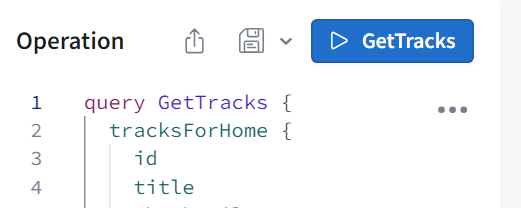 Operation
GetTracks
1 query GetTracks {
2 tracksForHome {
3 id
4 title